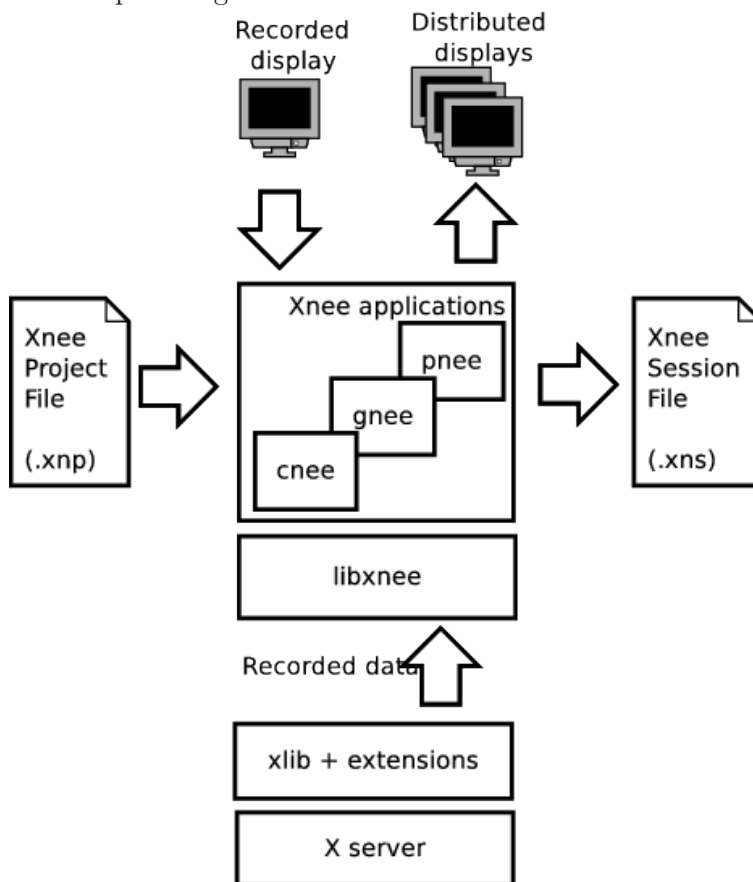 Recorded
display
Distributed
displays
Xnee applications
Xnee
Project
File
(.xnp)
pnee
gnee
cnee
Xnee
Session
File
(.xns)
libxnee
Recorded data
xlib + extensions
X server